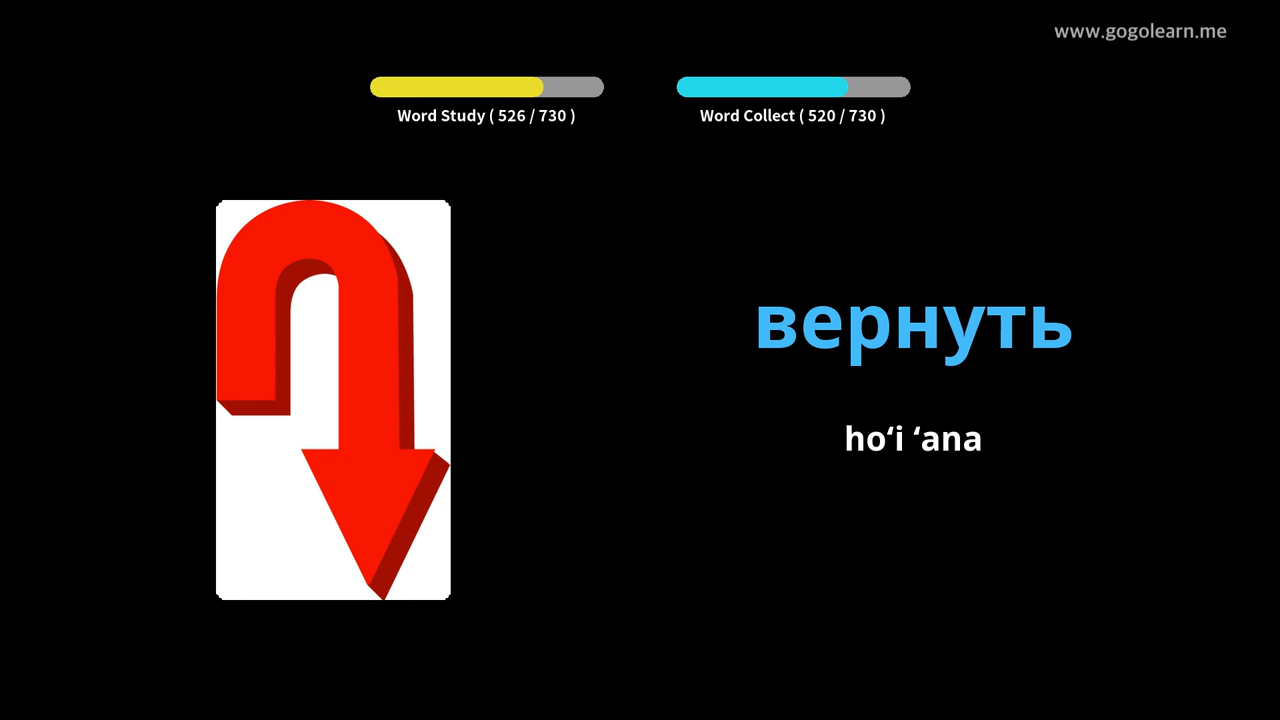 www.gogolearn.me
Word Study ( 526 / 730 )
Word Collect ( 520 / 730 )
вернуть
hoʻi ʻana